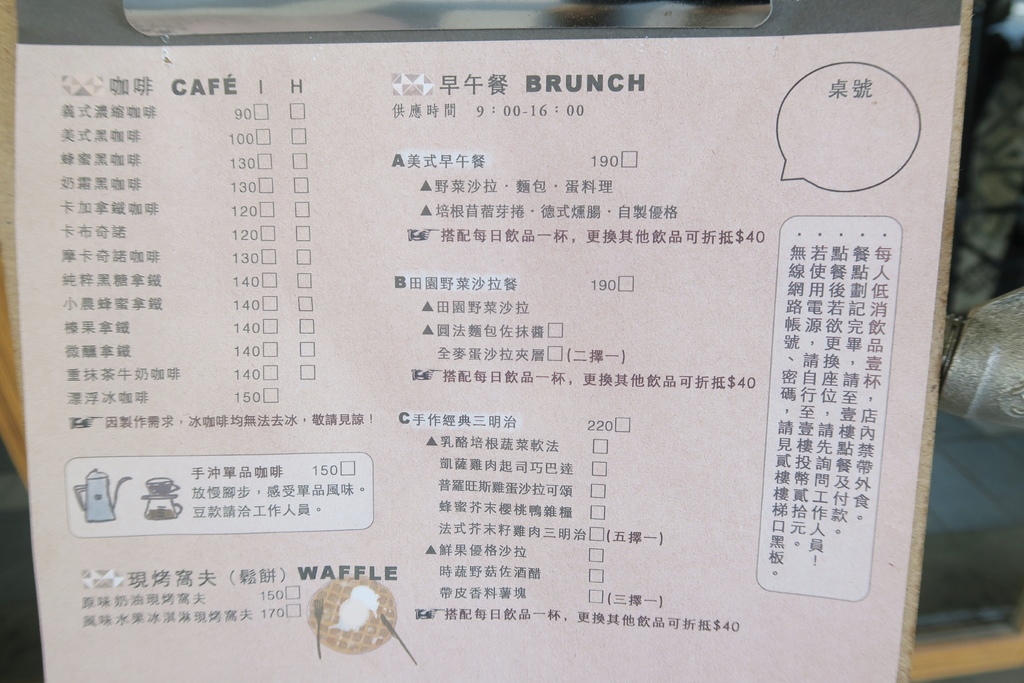 咖啡 CAFÉ I H
義式濃縮咖啡 90
美式黑咖啡 100
蜂蜜黑咖啡 130
奶霜黑咖啡 130
卡加拿鐵咖啡 120
卡布奇諾 120
摩卡奇諾咖啡 130
純粹黑糖拿鐵 140
小農蜂蜜拿鐵 140
榛果拿鐵 140
微醺拿鐵 140
重抹茶牛奶咖啡 140
漂浮冰咖啡 150
因製作需求，冰咖啡均無法去冰，敬請見諒！
手沖單品咖啡 150
放慢腳步，感受單品風味。
豆款請洽工作人員。
現烤窩夫（鬆餅）WAFFLE
原味奶油現烤窩夫 150
風味水果冰淇淋現烤窩夫 170
早午餐 BRUNCH
供應時間 9：00-16：00
A美式早午餐 190
▲野菜沙拉·麵包·蛋料理
▲培根苜蓿芽捲·德式燻腸·自製優格
搭配每日飲品一杯，更換其他飲品可折抵$40
B田園野菜沙拉餐 190
▲田園野菜沙拉
▲圓法麵包佐抹醬
全麥蛋沙拉夾層(二擇一)
搭配每日飲品一杯，更換其他飲品可折抵$40
C手作經典三明治 220
▲乳酪培根蔬菜軟法
凱薩雞肉起司巧巴達
普羅旺斯雞蛋沙拉可頌
蜂蜜芥末櫻桃鴨雜糧
法式芥末籽雞肉三明治(五擇一)
▲鮮果優格沙拉
時蔬野菇佐酒醋
帶皮香料薯塊(三擇一)
搭配每日飲品一杯，更換其他飲品可折抵$40
桌號
·每人低消飲品壹杯，店內禁帶外食。
·餐點劃記完畢，請至壹樓點餐及付款。
·點餐後若欲更換座位，請先詢問工作人員！
·若使用電源，請自行至壹樓投幣貳拾元。
·無線網路帳號、密碼，請見貳樓樓梯口黑板。